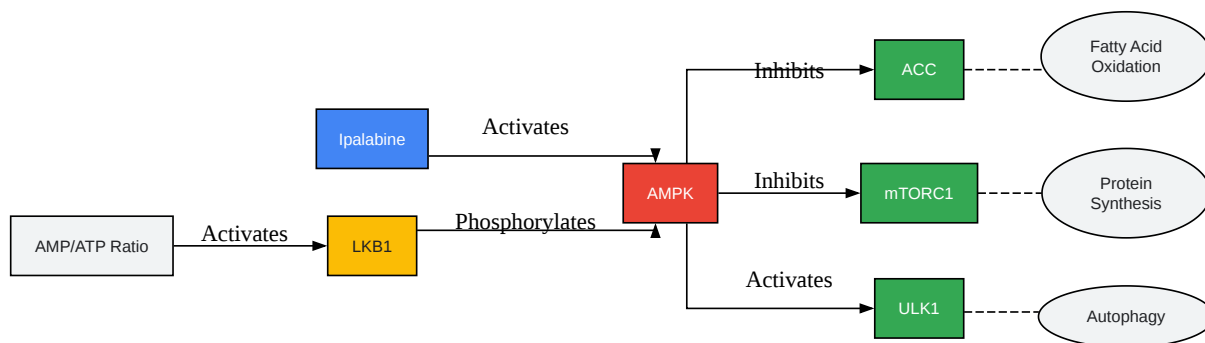 Fatty Acid
Oxidation
Inhibits
ACC
Activates
Ipalabine
Protein
Synthesis
AMPK
Inhibits
mTORC1
Phosphorylates
AMP/ATP Ratio
Activates
LKB1
Activates
ULK1
Autophagy